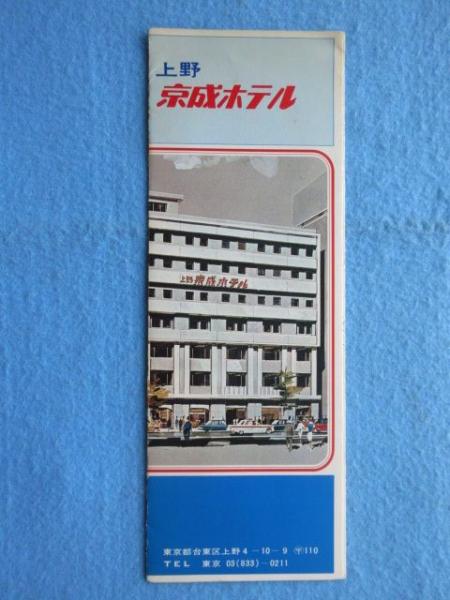 上野
京成ホテル
上野 京成ホテル
東京都台東区上野4-10-9 〒110
TEL 東京 03(833)-0211